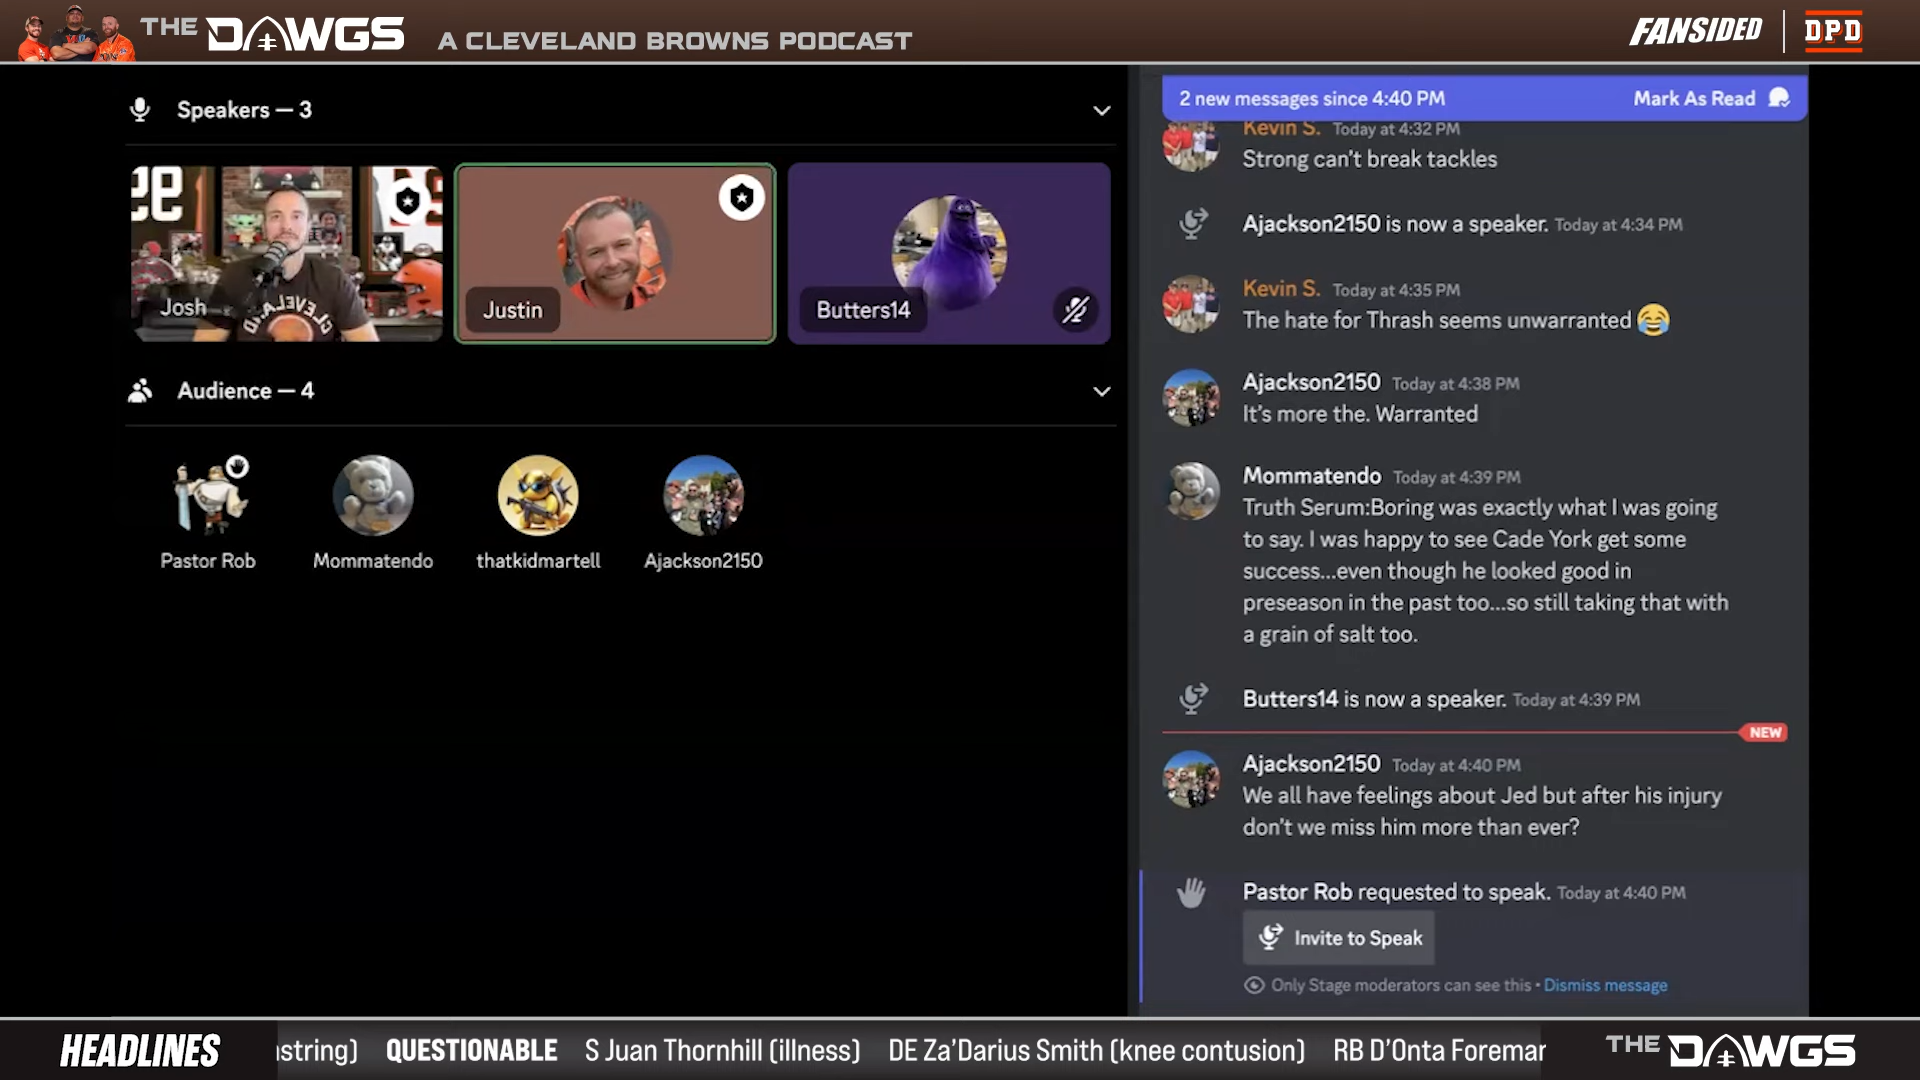 THE DAWGS A CLEVELAND BROWNS PODCAST
FANSIDED DPD
Speakers — 3
ee
Josh
CLEVELAND
Justin
Butters14
Audience — 4
Pastor Rob
Mommatendo
thatkidmartell
Ajackson2150
2 new messages since 4:40 PM Mark As Read
Kevin S. Today at 4:32 PM
Strong can't break tackles
Ajackson2150 is now a speaker. Today at 4:34 PM
Kevin S. Today at 4:35 PM
The hate for Thrash seems unwarranted 😂
Ajackson2150 Today at 4:38 PM
It's more the. Warranted
Mommatendo Today at 4:39 PM
Truth Serum:Boring was exactly what I was going
to say. I was happy to see Cade York get some
success...even though he looked good in
preseason in the past too...so still taking that with
a grain of salt too.
Butters14 is now a speaker. Today at 4:39 PM
NEW
Ajackson2150 Today at 4:40 PM
We all have feelings about Jed but after his injury
don't we miss him more than ever?
Pastor Rob requested to speak. Today at 4:40 PM
Invite to Speak
Only Stage moderators can see this • Dismiss message
HEADLINES
string) QUESTIONABLE S Juan Thornhill (illness) DE Za'Darius Smith (knee contusion) RB D'Onta Foreman
THE DAWGS